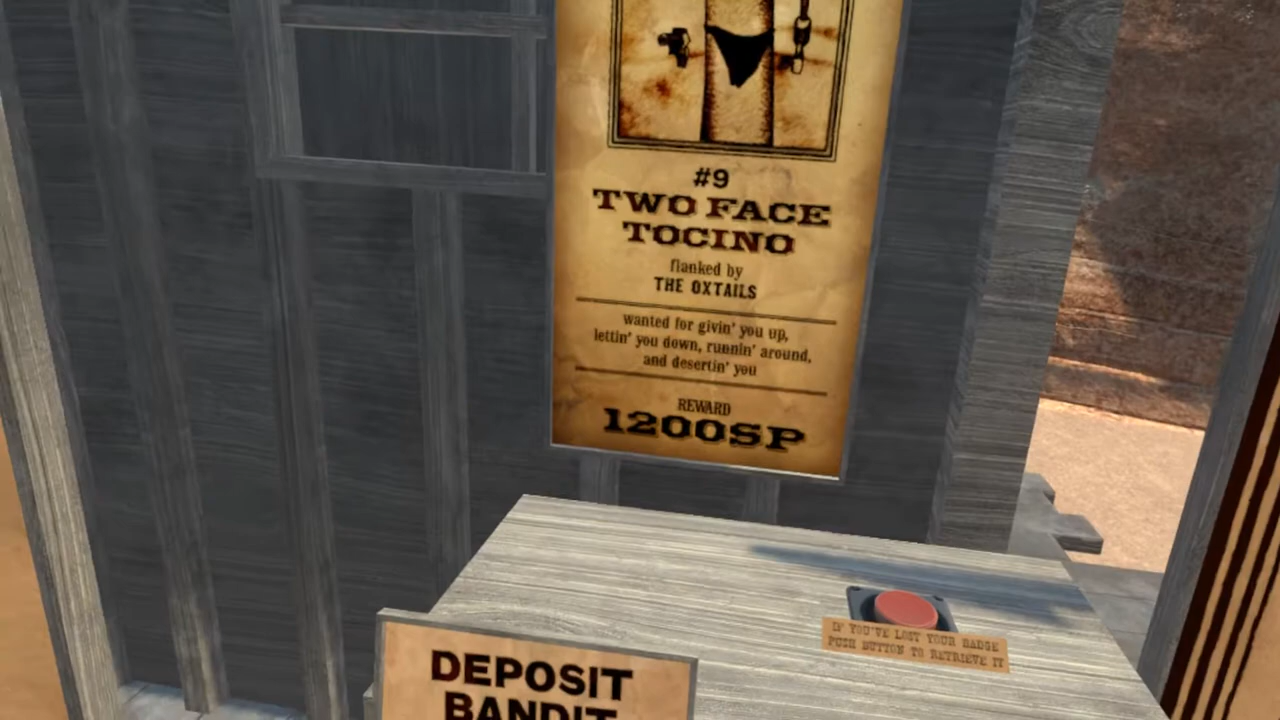 #9
TWO FACE
TOCINO
flanked by
THE OXTAILS
wanted for givin' you up,
lettin' you down, runnin' around,
and desertin' you
REWARD
1200SP
IF YOU'VE LOST YOUR BADGE
PUSH BUTTON TO RETRIEVE IT
DEPOSIT
BANDIT